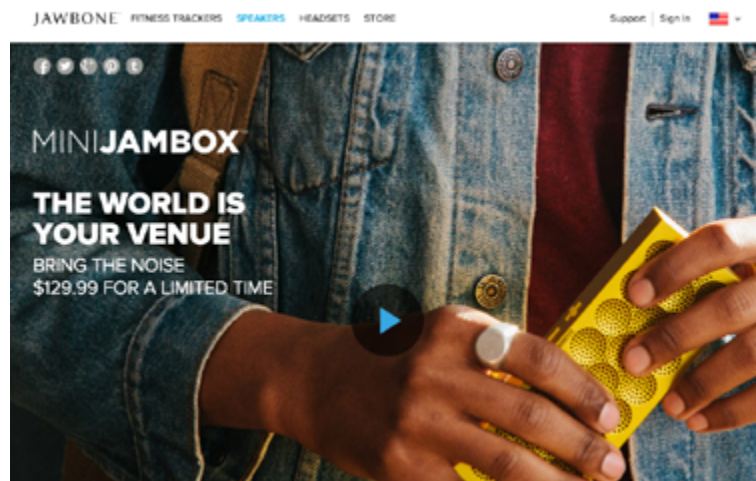 JAWBONE
FITNESS TRACKERS SPEAKERS HEADSETS STORE
Support Sign In
MINIJAMBOX
THE WORLD IS
YOUR VENUE
BRING THE NOISE
$129.99 FOR A LIMITED TIME